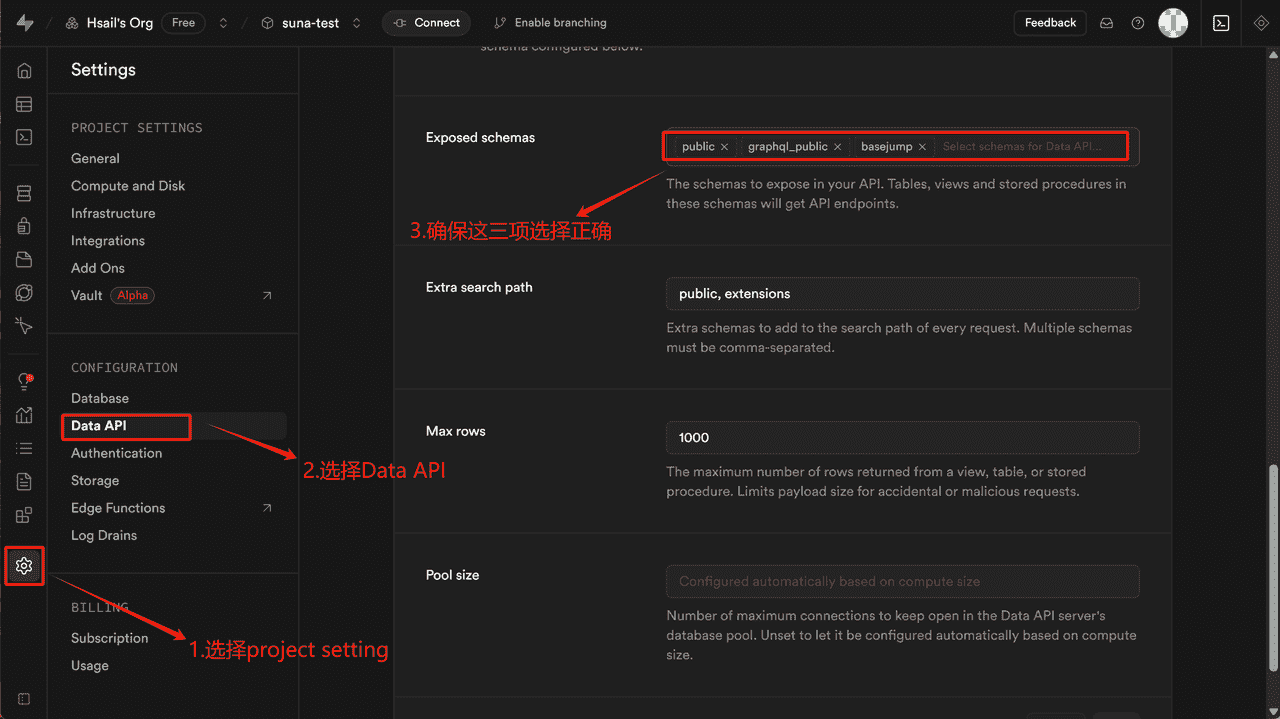 Hsail's Org
Free
suna-test
Connect
Enable branching
Feedback
Settings
PROJECT SETTINGS
General
Compute and Disk
Infrastructure
Integrations
Add Ons
Vault Alpha
CONFIGURATION
Database
Data API
Authentication
Storage
Edge Functions
Log Drains
BILLING
Subscription
Usage
1.选择project setting
2.选择Data API
schema configured below.
Exposed schemas
public × graphql_public × basejump × Select schemas for Data API...
The schemas to expose in your API. Tables, views and stored procedures in
these schemas will get API endpoints.
3.确保这三项选择正确
Extra search path
public, extensions
Extra schemas to add to the search path of every request. Multiple schemas
must be comma-separated.
Max rows
1000
The maximum number of rows returned from a view, table, or stored
procedure. Limits payload size for accidental or malicious requests.
Pool size
Configured automatically based on compute size
Number of maximum connections to keep open in the Data API server's
database pool. Unset to let it be configured automatically based on compute
size.